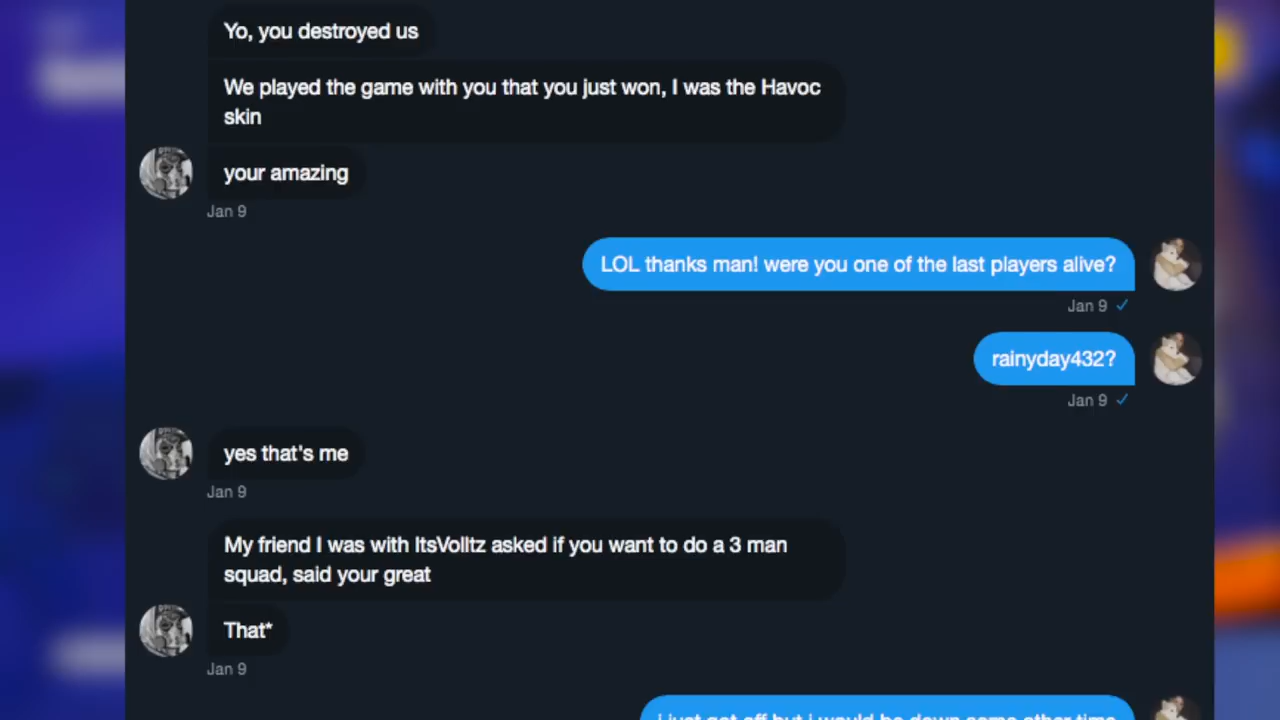 Yo, you destroyed us
We played the game with you that you just won, I was the Havoc
skin
your amazing
Jan 9
LOL thanks man! were you one of the last players alive?
Jan 9
rainyday432?
Jan 9
yes that's me
Jan 9
My friend I was with ItsVolltz asked if you want to do a 3 man
squad, said your great
That*
Jan 9
i just got off but i would be down some other time